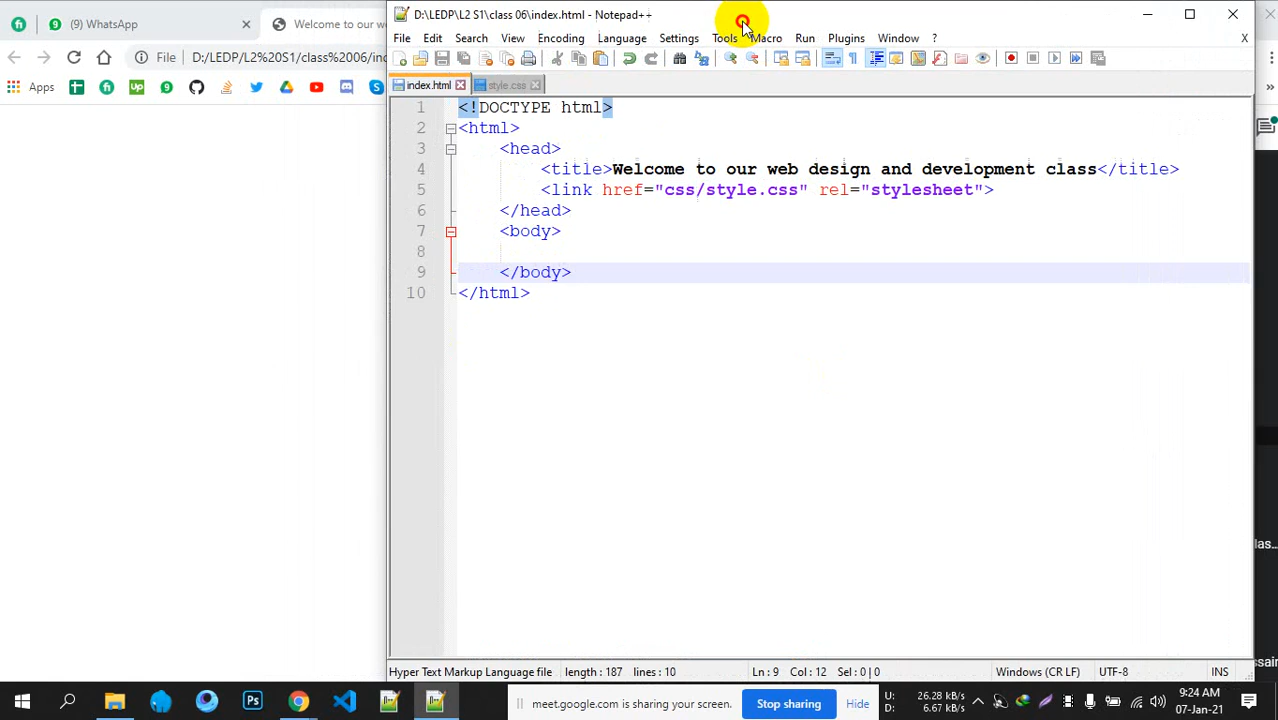 (9) WhatsApp
Welcome to our we
D:\LEDP\L2 S1\class 06\index.html - Notepad++
File Edit Search View Encoding Language Settings Tools Macro Run Plugins Window ? X
File D:/LEDP/L2%20S1/class%2006/ind
Apps
index.html style.css
1 <!DOCTYPE html>
2 <html>
3 <head>
4 <title>Welcome to our web design and development class</title>
5 <link href="css/style.css" rel="stylesheet">
6 </head>
7 <body>
8
9 </body>
10 </html>
las...
ssain
Hyper Text Markup Language file length : 187 lines : 10 Ln : 9 Col : 12 Sel : 0 | 0 Windows (CR LF) UTF-8 INS
meet.google.com is sharing your screen. Stop sharing Hide
U: 26.28 kB/s
D: 6.67 kB/s
9:24 AM
07-Jan-21